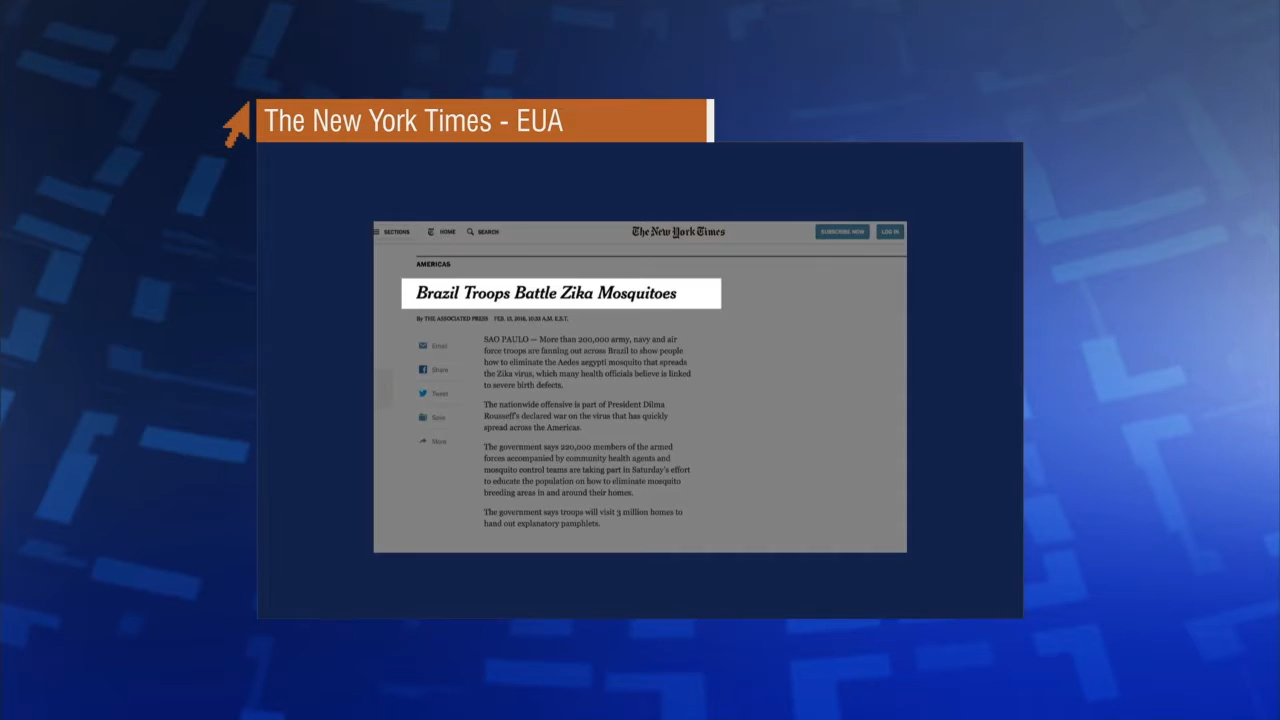 The New York Times - EUA
SECTIONS HOME SEARCH The New York Times SUBSCRIBE NOW LOG IN
AMERICAS
Brazil Troops Battle Zika Mosquitoes
By THE ASSOCIATED PRESS FEB. 13, 2016, 10:53 A.M. E.S.T.
Email
Share
Tweet
Save
More
SAO PAULO — More than 200,000 army, navy and air
force troops are fanning out across Brazil to show people
how to eliminate the Aedes aegypti mosquito that spreads
the Zika virus, which many health officials believe is linked
to severe birth defects.
The nationwide offensive is part of President Dilma
Rousseff's declared war on the virus that has quickly
spread across the Americas.
The government says 220,000 members of the armed
forces accompanied by community health agents and
mosquito control teams are taking part in Saturday's effort
to educate the population on how to eliminate mosquito
breeding areas in and around their homes.
The government says troops will visit 3 million homes to
hand out explanatory pamphlets.